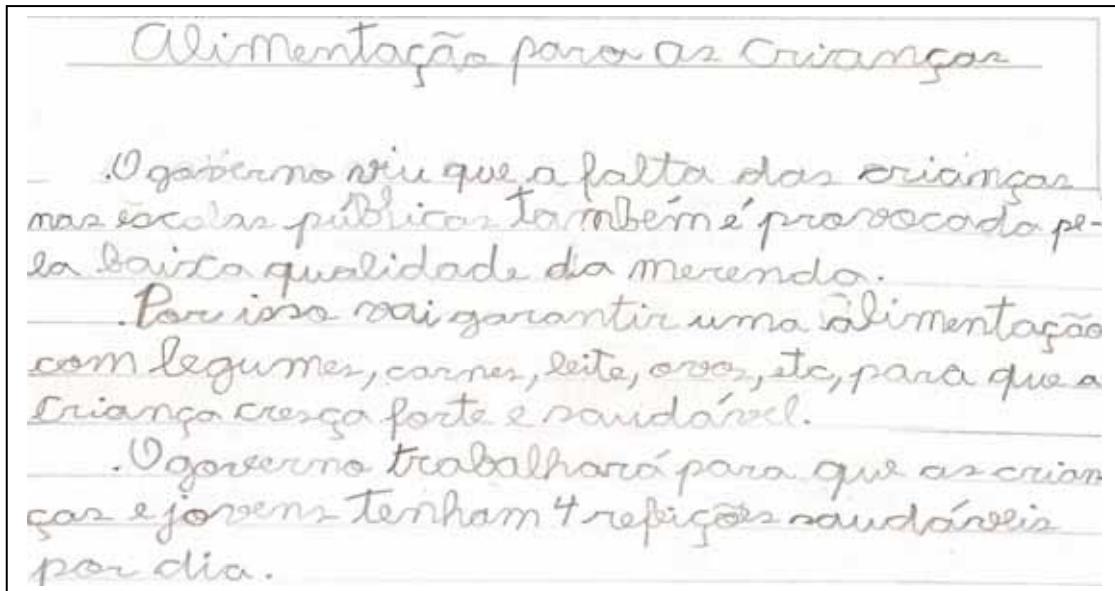 Alimentação para as Crianças
.O governo viu que a falta das crianças
nas escolas públicas também é provocada pe-
la baixa qualidade da merenda.
.Por isso vai garantir uma alimentação
com legumes, carnes, leite, ovos, etc, para que a
criança cresça forte e saudável.
.O governo trabalhará para que as crian
ças e jovens tenham 4 refeições saudáveis
por dia.